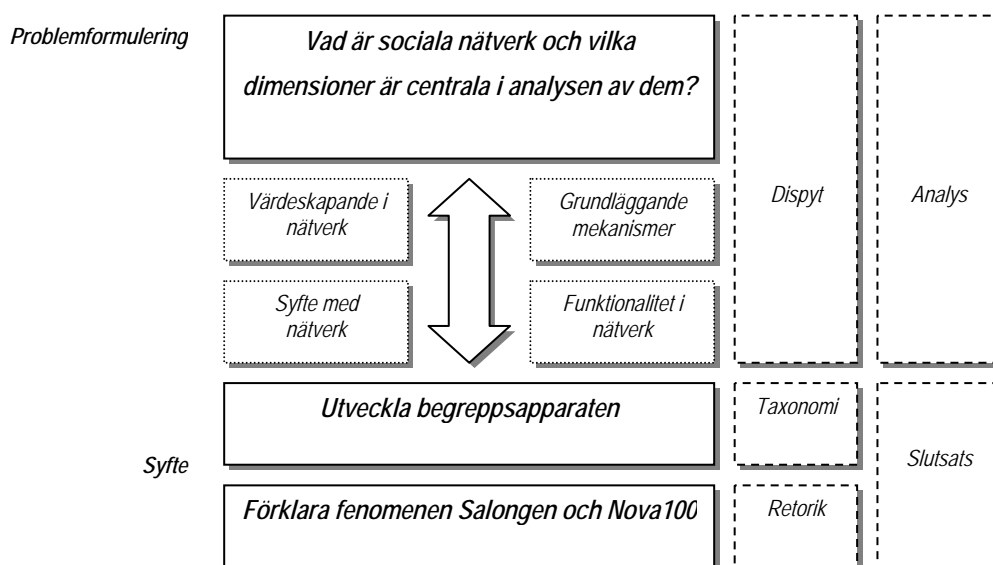 Problemformulering
Vad är sociala nätverk och vilka
dimensioner är centrala i analysen av dem?
Värdeskapande i
nätverk
Grundläggande
mekanismer
Dispyt
Analys
Syfte med
nätverk
Funktionalitet i
nätverk
Utveckla begreppsapparaten
Taxonomi
Syfte
Slutsats
Förklara fenomenen Salongen och Nova100
Retorik